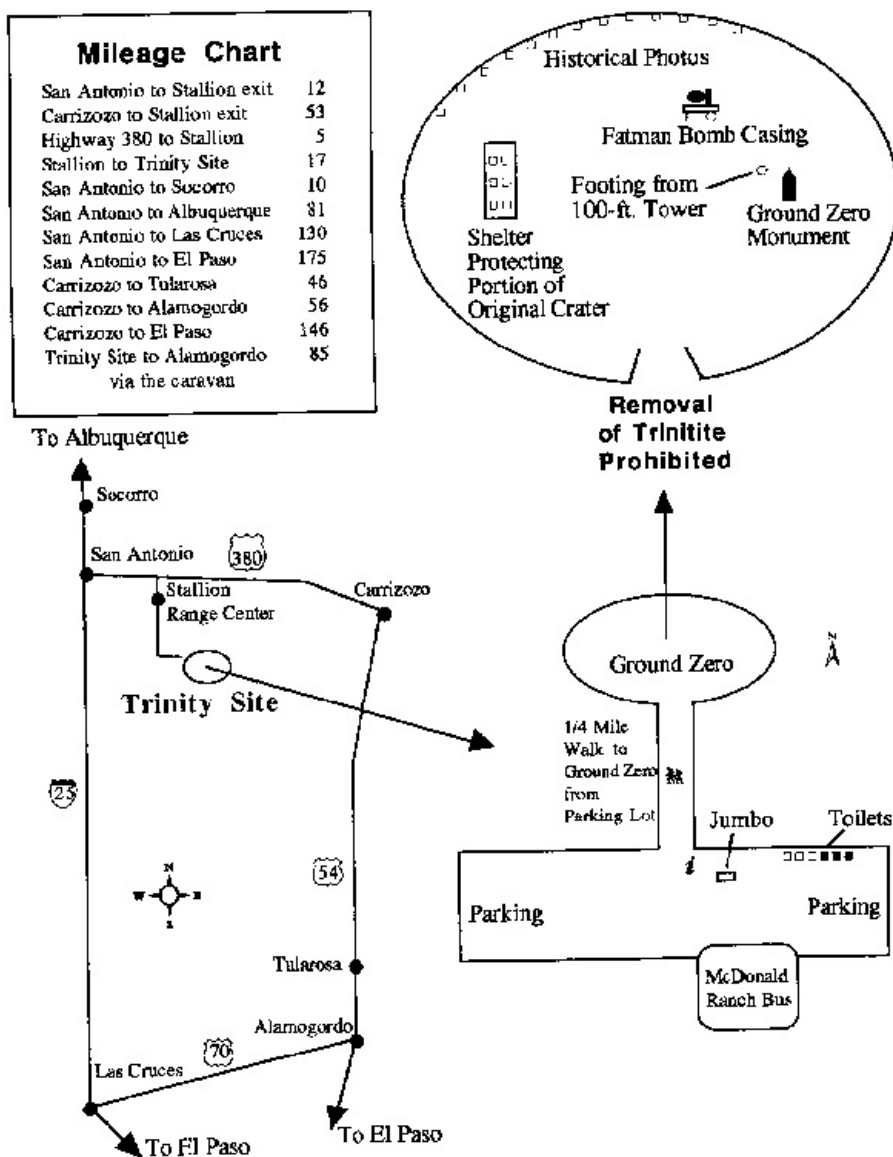 Mileage Chart
San Antonio to Stallion exit 12
Carrizozo to Stallion exit 53
Highway 380 to Stallion 5
Stallion to Trinity Site 17
San Antonio to Socorro 10
San Antonio to Albuquerque 81
San Antonio to Las Cruces 130
San Antonio to El Paso 175
Carrizozo to Tularosa 46
Carrizozo to Alamogordo 56
Carrizozo to El Paso 146
Trinity Site to Alamogordo 85
via the caravan
Historical Photos
Fatman Bomb Casing
Footing from
100-ft. Tower
Ground Zero
Monument
Shelter
Protecting
Portion of
Original Crater
Removal
of Trinitite
Prohibited
To Albuquerque
Socorro
San Antonio
380
Stallion
Range Center
Carrizozo
Trinity Site
25
54
N
W
E
S
Tularosa
Alamogordo
70
Las Cruces
To El Paso
To El Paso
Ground Zero
N
1/4 Mile
Walk to
Ground Zero
from
Parking Lot
i
Jumbo
Toilets
Parking
Parking
McDonald
Ranch Bus